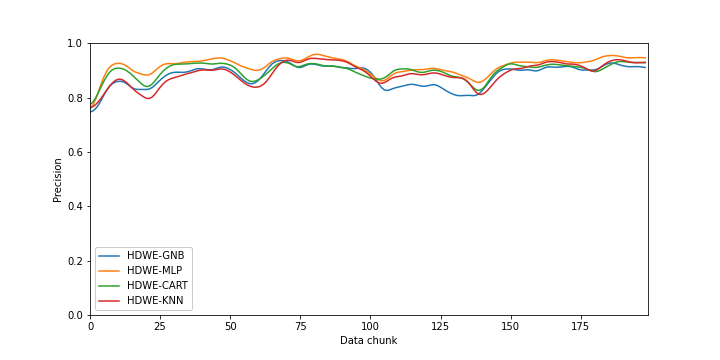 1.0
0.8
0.6
0.4
0.2
0.0
Precision
HDWE-GNB
HDWE-MLP
HDWE-CART
HDWE-KNN
0 25 50 75 100 125 150 175
Data chunk